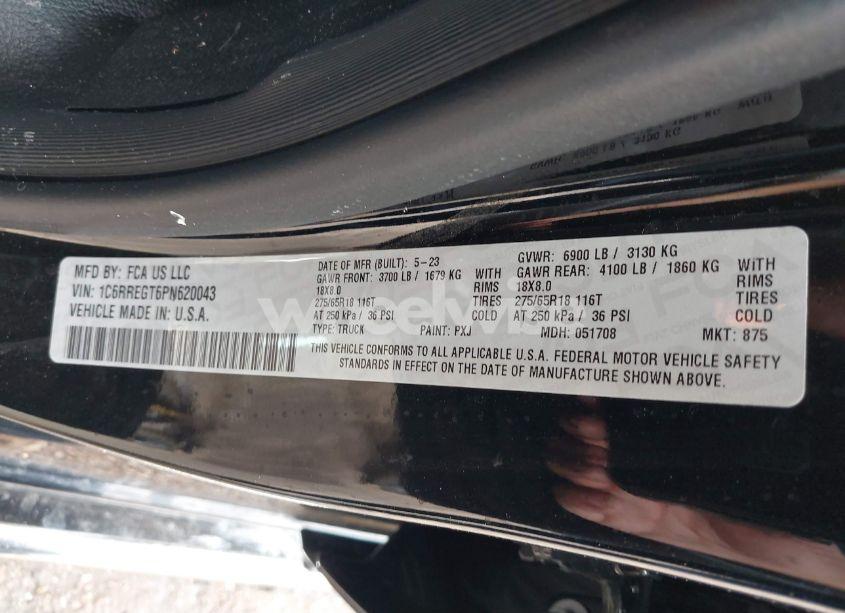 MFD BY: FCA US LLC
VIN: 1C6RREGT6PN620043
VEHICLE MADE IN: U.S.A.
DATE OF MFR (BUILT): 5-23 GVWR: 6900 LB / 3130 KG
GAWR FRONT: 3700 LB / 1679 KG WITH GAWR REAR: 4100 LB / 1860 KG WITH
18X8.0 RIMS 18X8.0 RIMS
275/65R18 116T TIRES 275/65R18 116T TIRES
AT 250 kPa / 36 PSI COLD AT 250 kPa / 36 PSI COLD
TYPE: TRUCK PAINT: PXJ MDH: 051708 MKT: 875
THIS VEHICLE CONFORMS TO ALL APPLICABLE U.S.A. FEDERAL MOTOR VEHICLE SAFETY
STANDARDS IN EFFECT ON THE DATE OF MANUFACTURE SHOWN ABOVE.